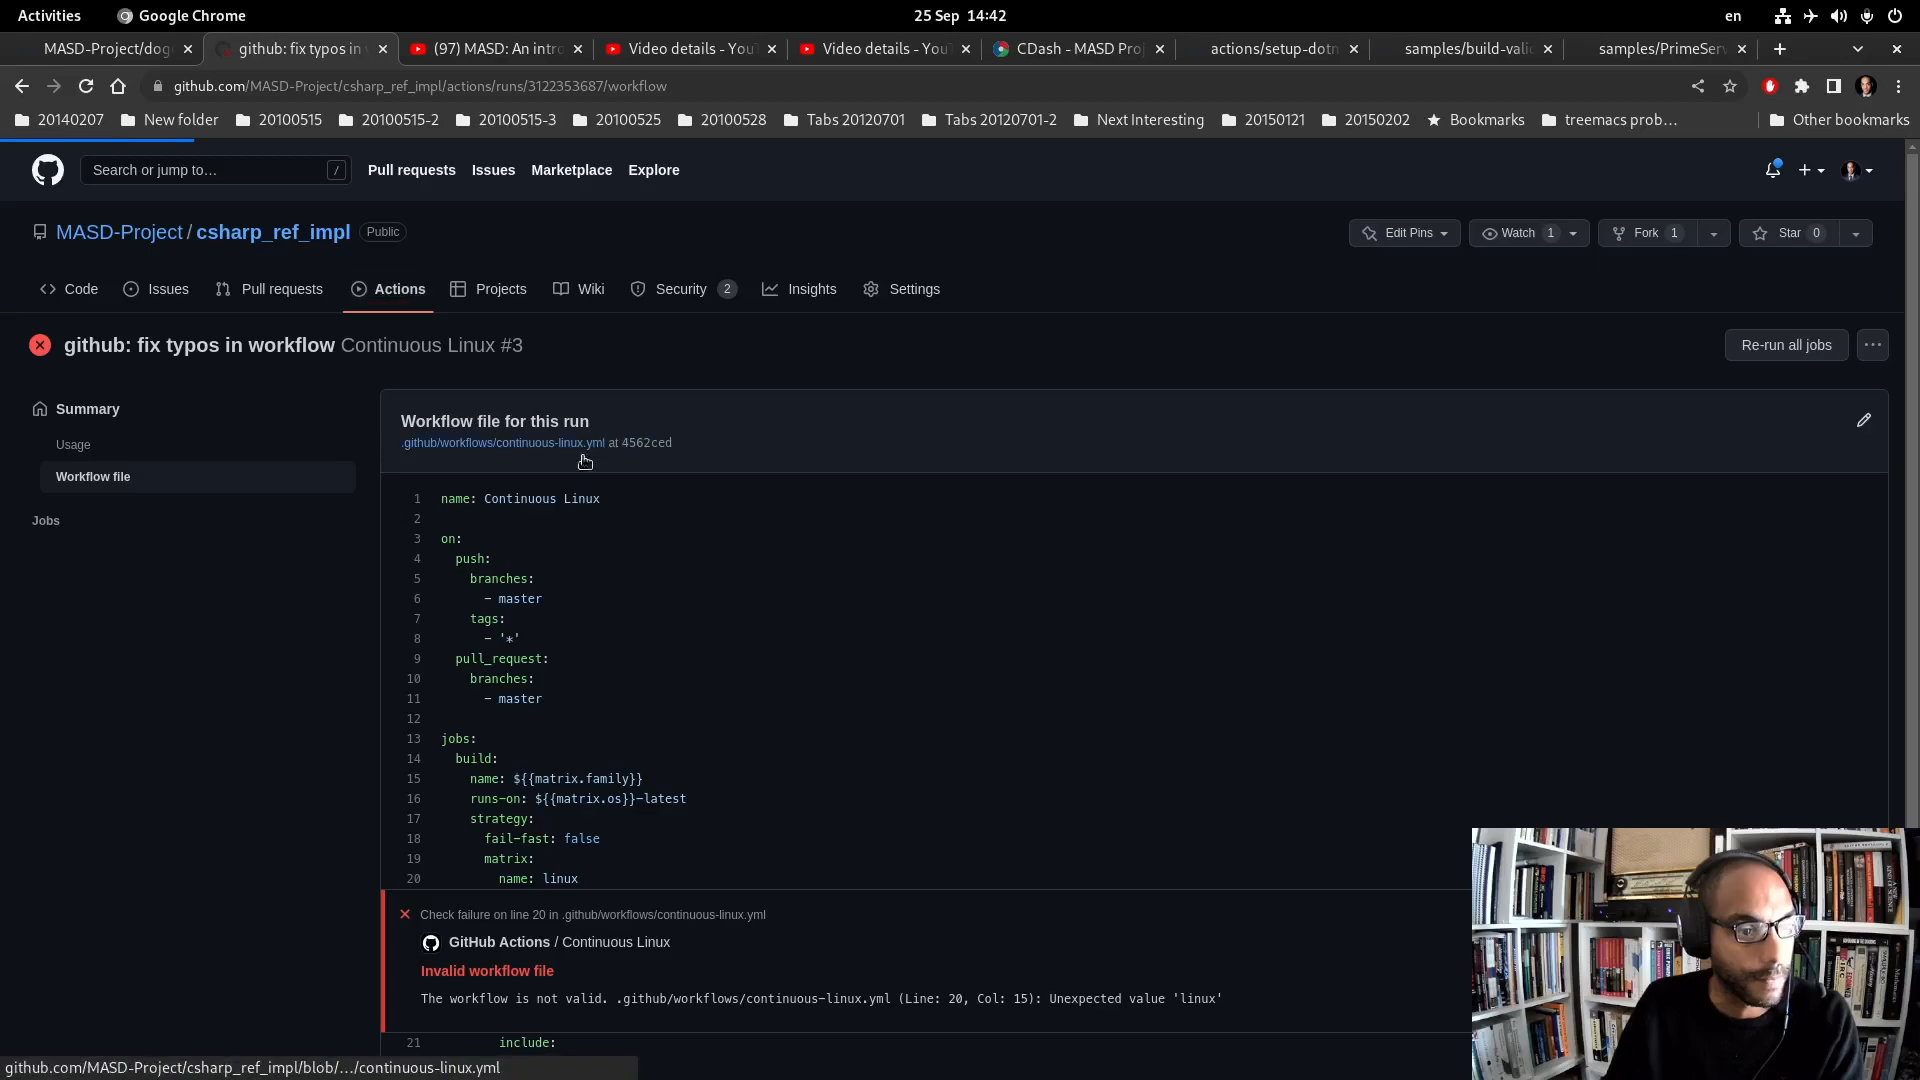 Activities
Google Chrome
25 Sep 14:42
en
MASD-Project/dog
github: fix typos in
(97) MASD: An intr
Video details - You
Video details - You
CDash - MASD Pro
actions/setup-dotn
samples/build-vali
samples/PrimeSer
github.com/MASD-Project/csharp_ref_impl/actions/runs/3122353687/workflow
20140207
New folder
20100515
20100515-2
20100515-3
20100525
20100528
Tabs 20120701
Tabs 20120701-2
Next Interesting
20150121
20150202
Bookmarks
treemacs prob…
Other bookmarks
Search or jump to…
/
Pull requests
Issues
Marketplace
Explore
MASD-Project / csharp_ref_impl
Public
Edit Pins
Watch 1
Fork 1
Star 0
Code
Issues
Pull requests
Actions
Projects
Wiki
Security 2
Insights
Settings
github: fix typos in workflow Continuous Linux #3
Re-run all jobs
Summary
Usage
Workflow file
Jobs
Workflow file for this run
.github/workflows/continuous-linux.yml at 4562ced
1 name: Continuous Linux
2
3 on:
4 push:
5 branches:
6 - master
7 tags:
8 - '*'
9 pull_request:
10 branches:
11 - master
12
13 jobs:
14 build:
15 name: ${{matrix.family}}
16 runs-on: ${{matrix.os}}-latest
17 strategy:
18 fail-fast: false
19 matrix:
20 name: linux
Check failure on line 20 in .github/workflows/continuous-linux.yml
GitHub Actions / Continuous Linux
Invalid workflow file
The workflow is not valid. .github/workflows/continuous-linux.yml (Line: 20, Col: 15): Unexpected value 'linux'
21 include:
github.com/MASD-Project/csharp_ref_impl/blob/…/continuous-linux.yml